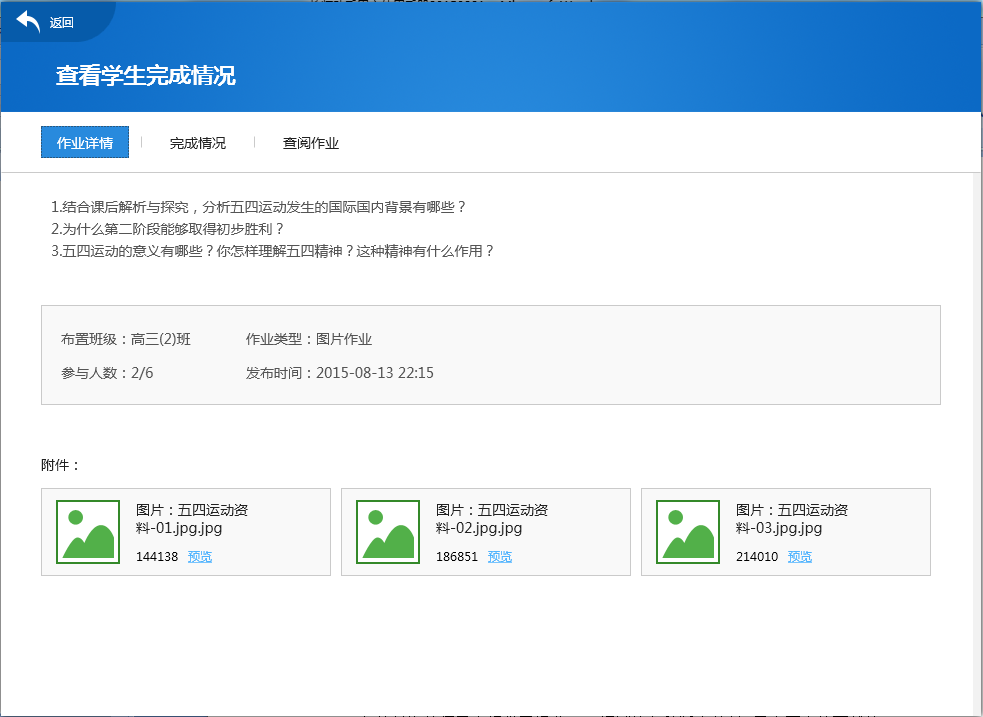 返回
查看学生完成情况
作业详情
完成情况
查阅作业
1.结合课后解析与探究，分析五四运动发生的国际国内背景有哪些？
2.为什么第二阶段能够取得初步胜利？
3.五四运动的意义有哪些？你怎样理解五四精神？这种精神有什么作用？
布置班级：高三(2)班 作业类型：图片作业
参与人数：2/6 发布时间：2015-08-13 22:15
附件：
图片：五四运动资
料-01.jpg.jpg
144138 预览
图片：五四运动资
料-02.jpg.jpg
186851 预览
图片：五四运动资
料-03.jpg.jpg
214010 预览